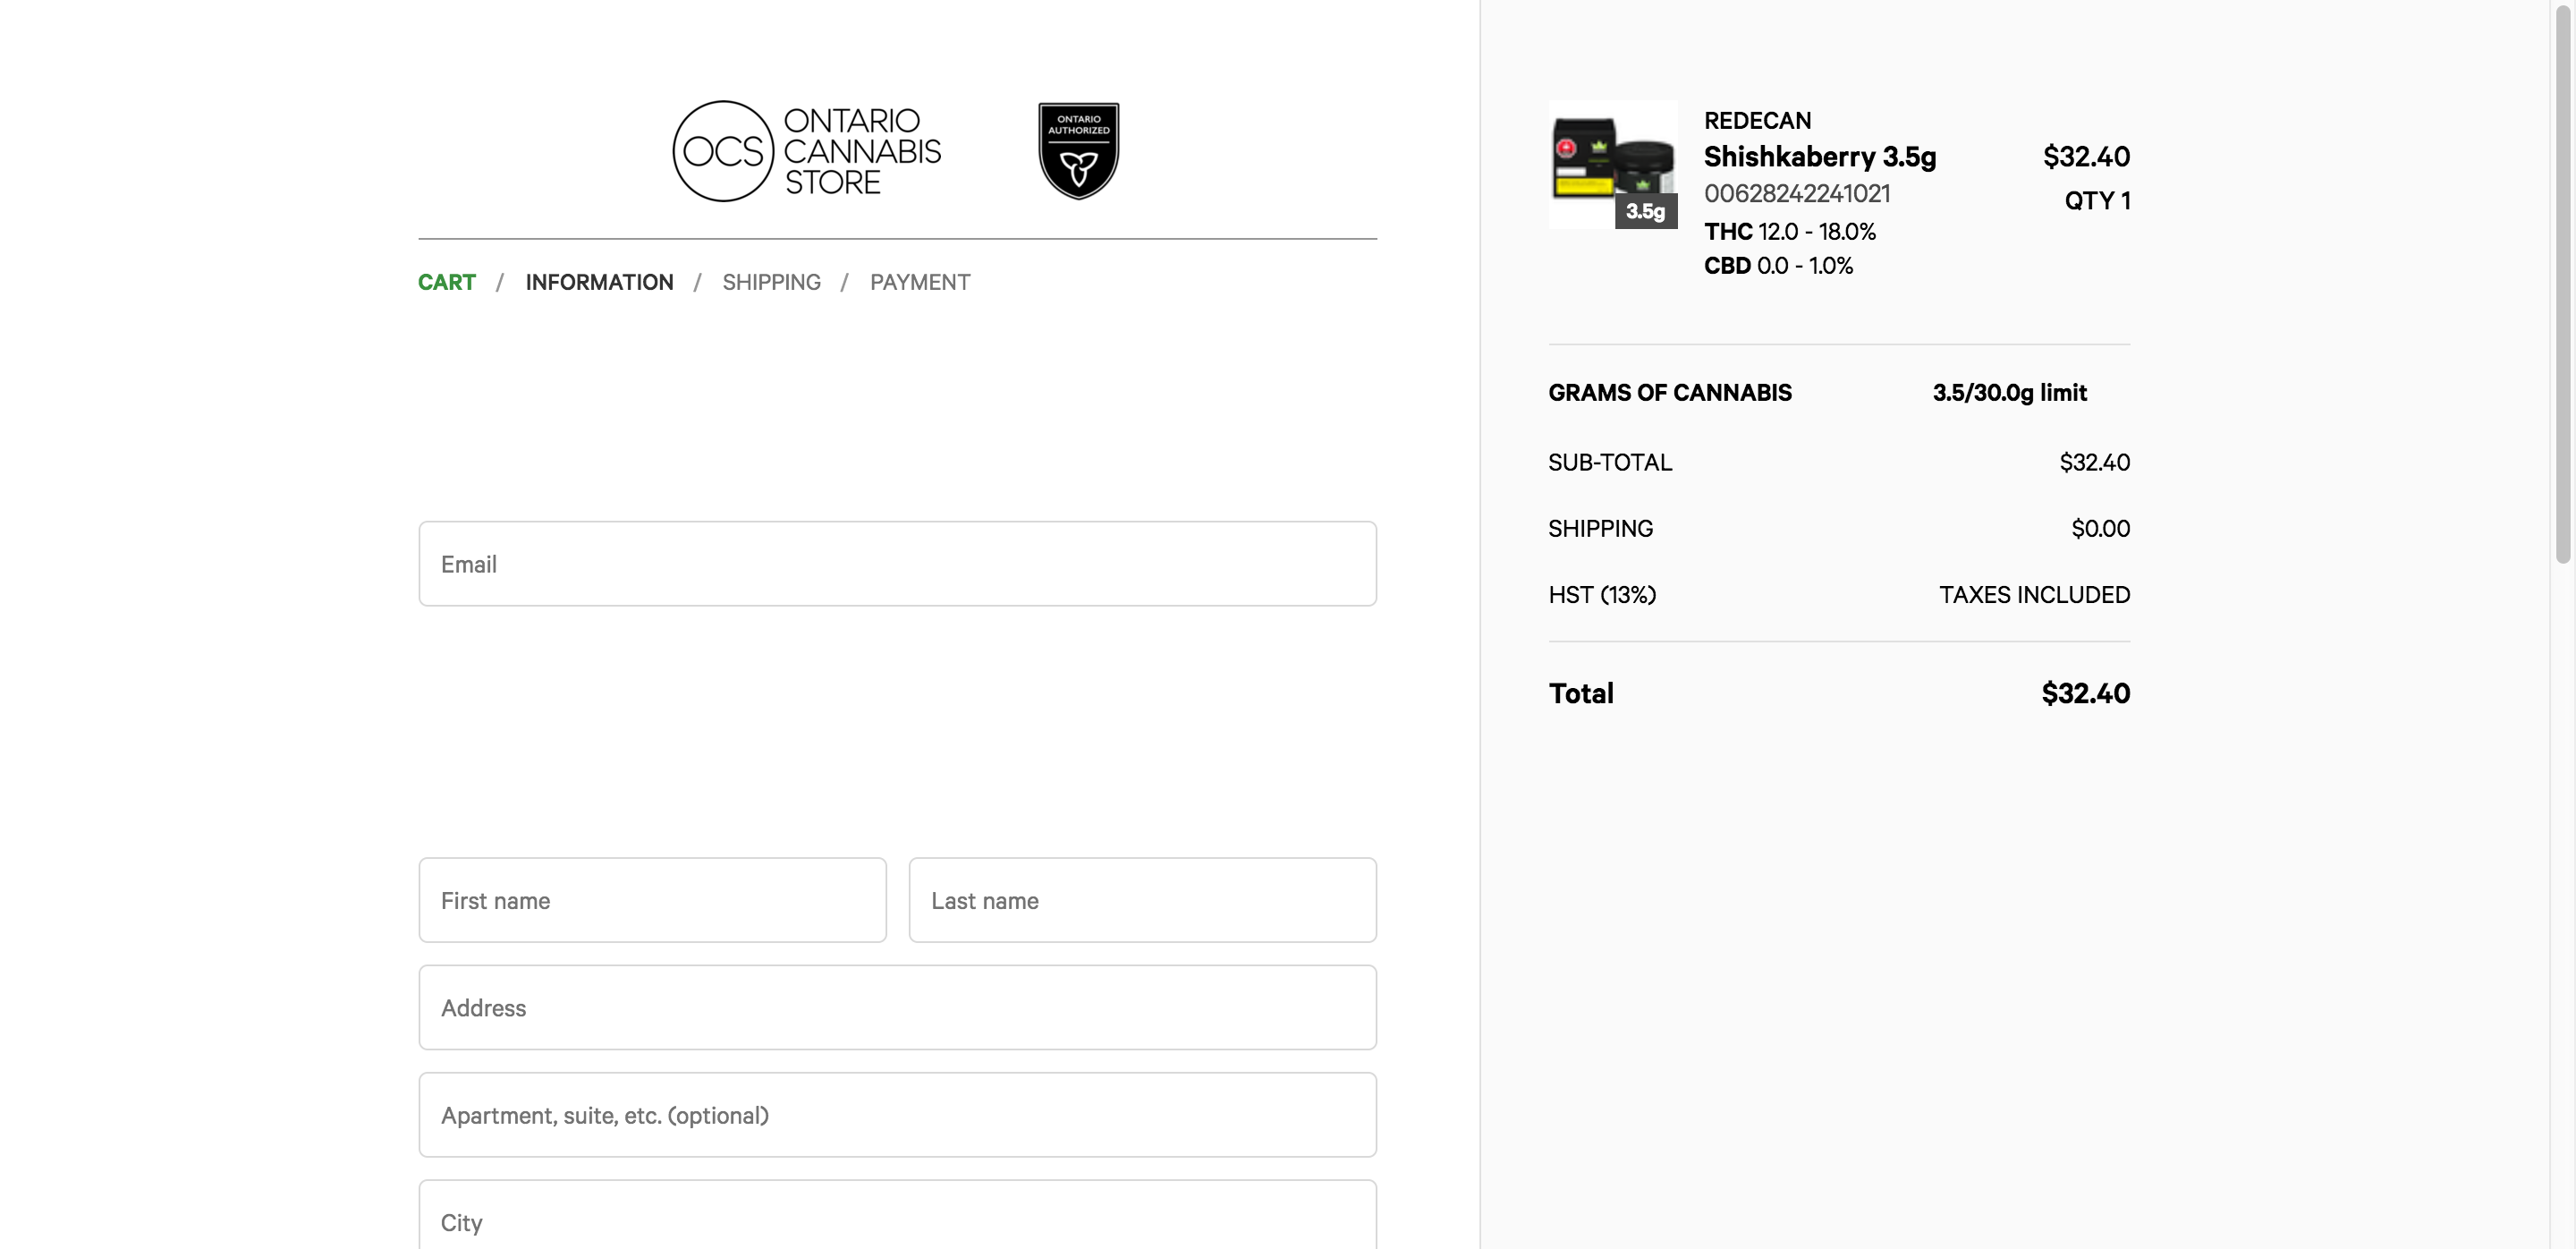 OCS
ONTARIO
CANNABIS
STORE
ONTARIO
AUTHORIZED
CART / INFORMATION / SHIPPING / PAYMENT
Email
First name
Last name
Address
Apartment, suite, etc. (optional)
City
3.5g
REDECAN
Shishkaberry 3.5g
00628242241021
THC 12.0 - 18.0%
CBD 0.0 - 1.0%
$32.40
QTY 1
GRAMS OF CANNABIS 3.5/30.0g limit
SUB-TOTAL $32.40
SHIPPING $0.00
HST (13%) TAXES INCLUDED
Total $32.40